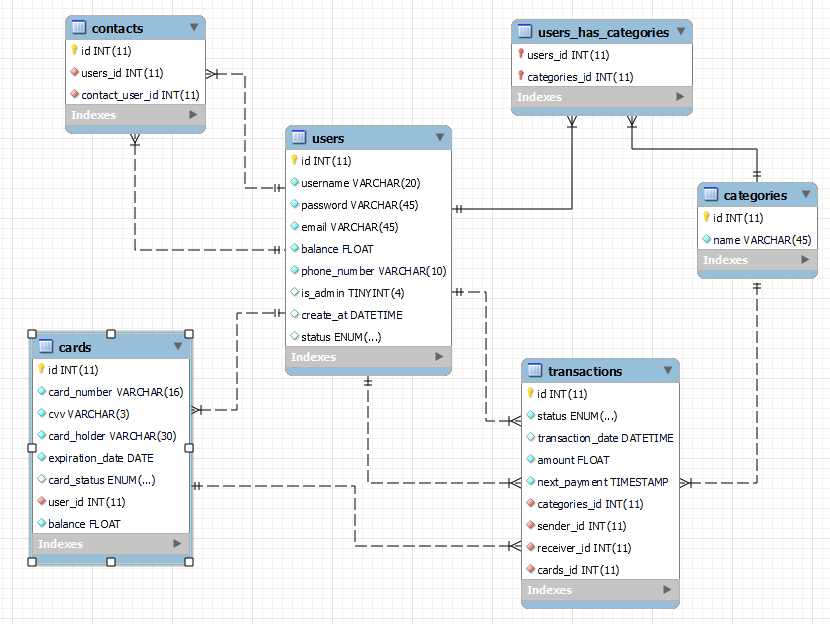 contacts
id INT(11)
users_id INT(11)
contact_user_id INT(11)
Indexes
users_has_categories
users_id INT(11)
categories_id INT(11)
Indexes
users
id INT(11)
username VARCHAR(20)
password VARCHAR(45)
email VARCHAR(45)
balance FLOAT
phone_number VARCHAR(10)
is_admin TINYINT(4)
create_at DATETIME
status ENUM(...)
Indexes
categories
id INT(11)
name VARCHAR(45)
Indexes
cards
id INT(11)
card_number VARCHAR(16)
cvv VARCHAR(3)
card_holder VARCHAR(30)
expiration_date DATE
card_status ENUM(...)
user_id INT(11)
balance FLOAT
Indexes
transactions
id INT(11)
status ENUM(...)
transaction_date DATETIME
amount FLOAT
next_payment TIMESTAMP
categories_id INT(11)
sender_id INT(11)
receiver_id INT(11)
cards_id INT(11)
Indexes